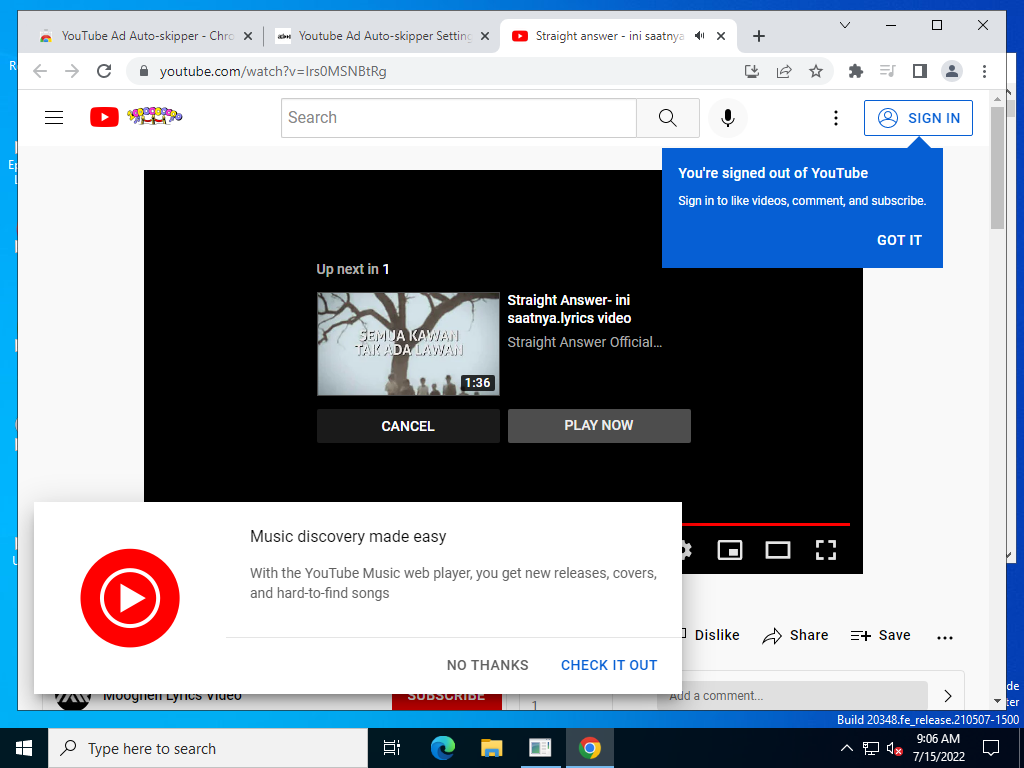 YouTube Ad Auto-skipper - Chro
Youtube Ad Auto-skipper Setting
Straight answer - ini saatnya
youtube.com/watch?v=Irs0MSNBtRg
Search
SIGN IN
You're signed out of YouTube
Sign in to like videos, comment, and subscribe.
GOT IT
Up next in 1
SEMUA KAWAN
TAK ADA LAWAN
1:36
Straight Answer- ini
saatnya.lyrics video
Straight Answer Official...
CANCEL
PLAY NOW
Music discovery made easy
With the YouTube Music web player, you get new releases, covers,
and hard-to-find songs
NO THANKS
CHECK IT OUT
Dislike
Share
Save
Moognen Lyrics Video
SUBSCRIBE
1
Add a comment...
Build 20348.fe_release.210507-1500
Type here to search
9:06 AM
7/15/2022